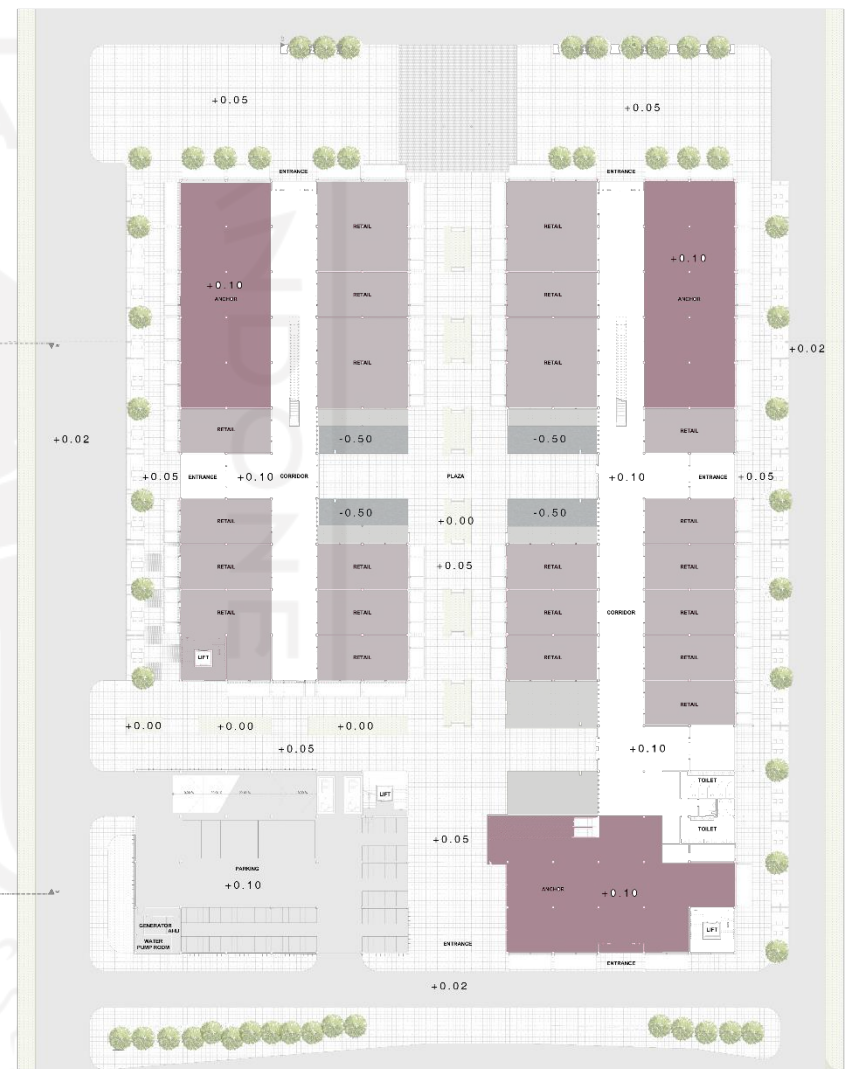 +0.05
+0.05
ENTRANCE
ENTRANCE
RETAIL
RETAIL
+0.10
ANCHOR
+0.10
ANCHOR
RETAIL
RETAIL
+0.02
RETAIL
RETAIL
RETAIL
RETAIL
+0.02
-0.50
-0.50
+0.05
ENTRANCE
+0.10
CORRIDOR
PLAZA
+0.10
ENTRANCE
+0.05
-0.50
-0.50
RETAIL
+0.00
RETAIL
RETAIL
RETAIL
+0.05
RETAIL
RETAIL
RETAIL
RETAIL
RETAIL
CORRIDOR
RETAIL
LIFT
RETAIL
RETAIL
RETAIL
RETAIL
+0.00
+0.00
+0.00
+0.05
+0.10
TOILET
LIFT
TOILET
+0.05
PARKING
+0.10
ANCHOR
+0.10
GENERATOR
AHU
WATER
PUMP ROOM
LIFT
ENTRANCE
ENTRANCE
+0.02
ANDONE